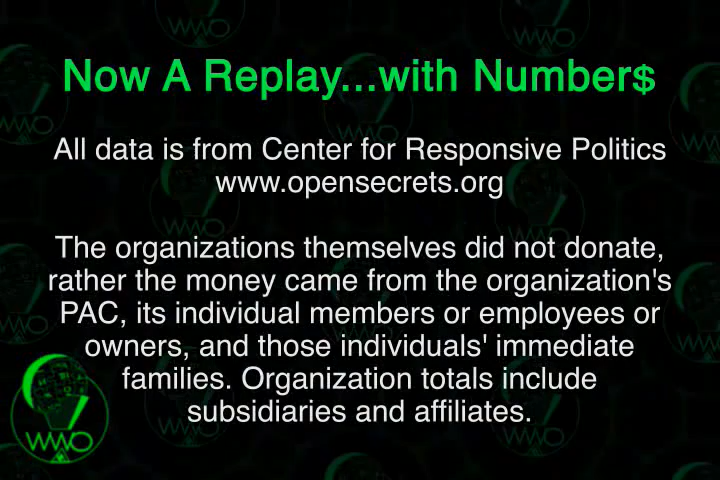 Now A Replay...with Number$
All data is from Center for Responsive Politics
www.opensecrets.org
The organizations themselves did not donate,
rather the money came from the organization's
PAC, its individual members or employees or
owners, and those individuals' immediate
families. Organization totals include
subsidiaries and affiliates.
WWO